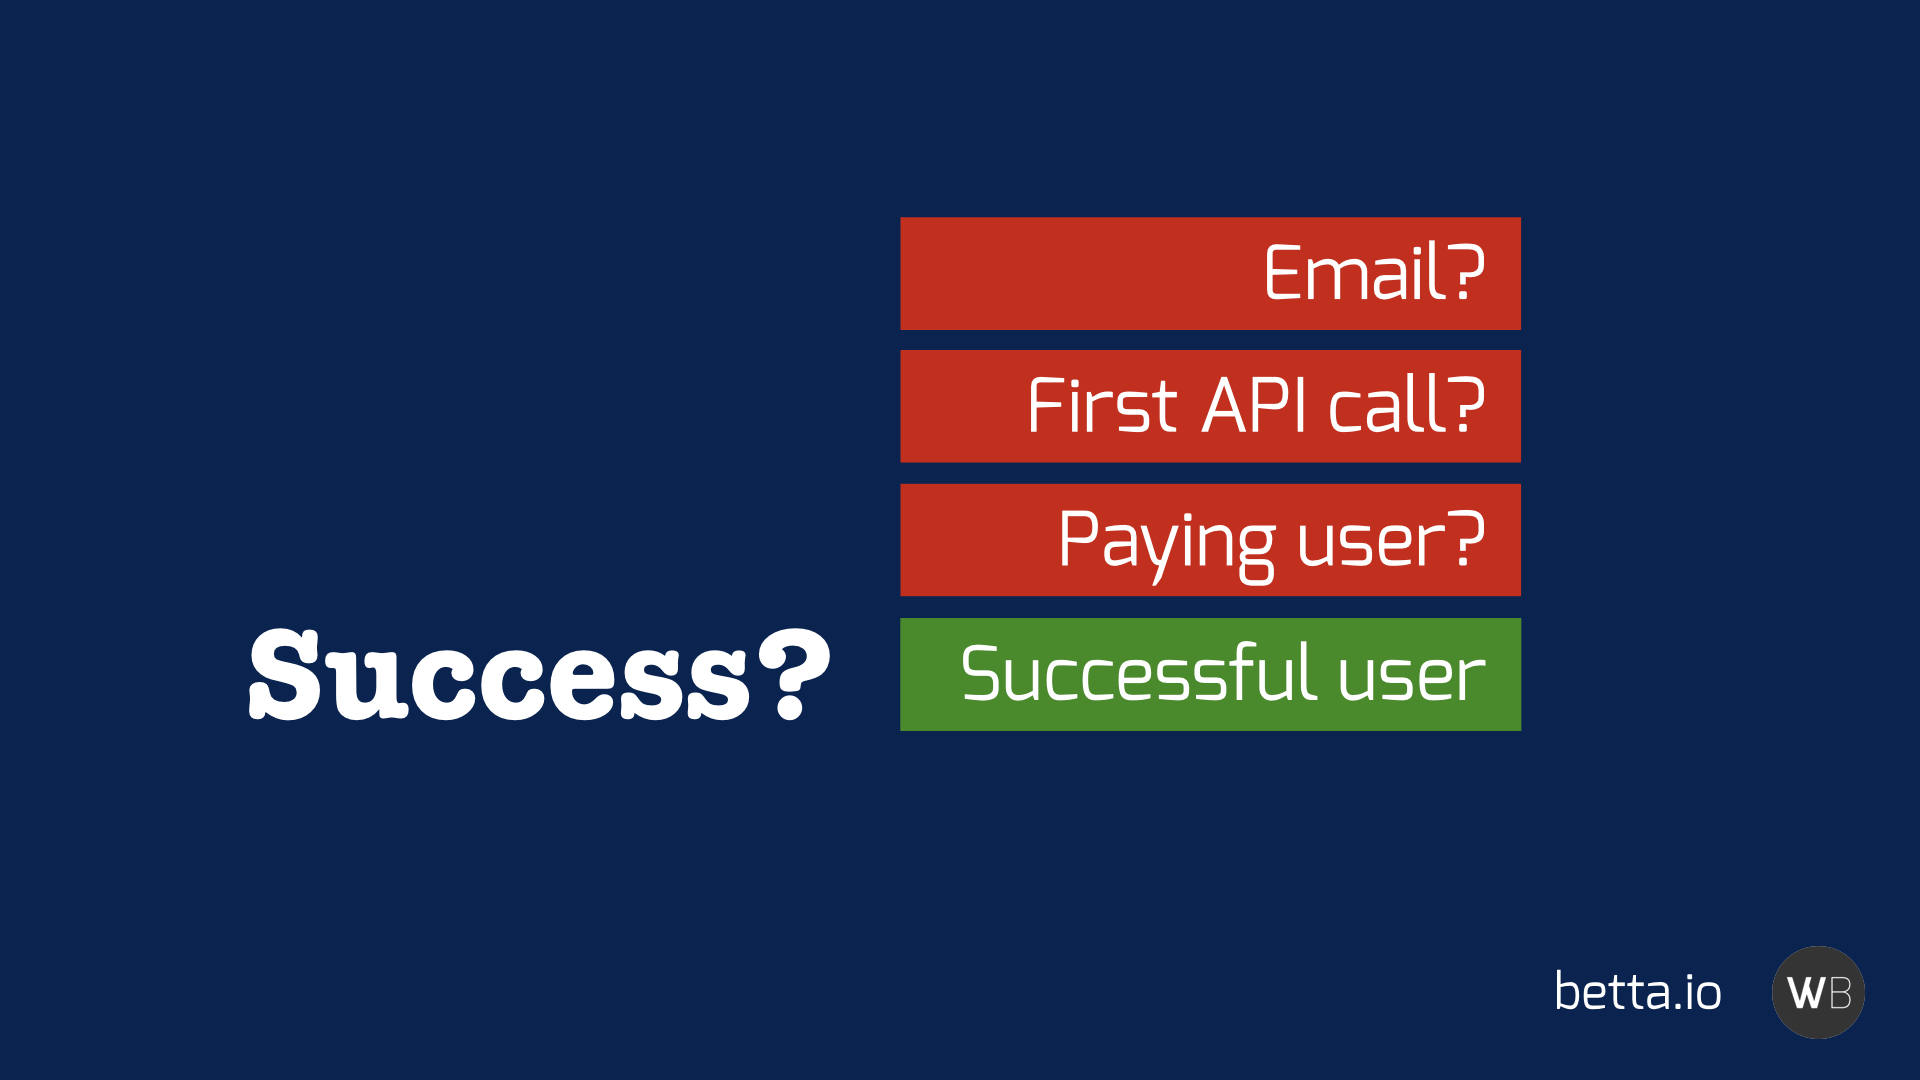 Email?
First API call?
Paying user?
Success?
Successful user
betta.io
WB